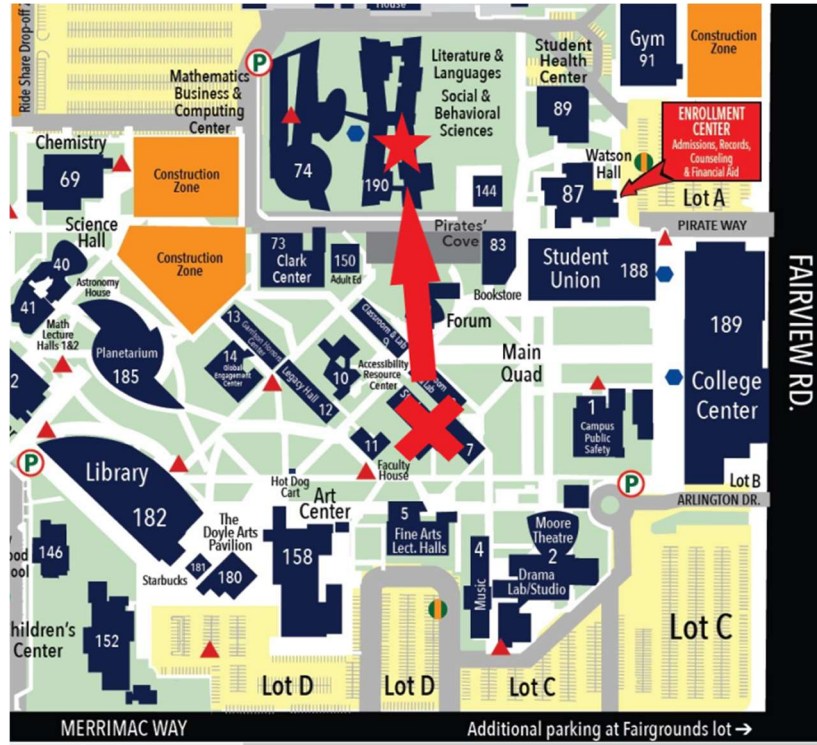 House
Ride Share Drop-off
Mathematics
Business &
Computing
Center
P
74
190
Literature &
Languages
Social &
Behavioral
Sciences
144
Student
Health
Center
89
Gym
91
Construction
Zone
ENROLLMENT
CENTER
Admissions, Records,
Counseling
& Financial Aid
Watson
Hall
87
Lot A
PIRATE WAY
Chemistry
69
Construction
Zone
Science
Hall
40
41
Astronomy
House
Math
Lecture
Halls 1&2
Construction
Zone
Planetarium
185
73
Clark
Center
150
Adult Ed
Pirates'
Cove
83
Bookstore
Student
Union
188
189
College
Center
FAIRVIEW RD.
13
Garrison Honors
Center
14
Global
Engagement
Center
Legacy Hall
12
10
Classroom & Lab
9
Accessibility
Resource
Center
Forum
Lab
7
11
Faculty
House
Main
Quad
1
Campus
Public
Safety
P
Lot B
ARLINGTON DR.
2
P
Library
182
Hot Dog
Cart
Art
Center
158
The
Doyle Arts
Pavilion
181
180
Starbucks
146
5
Fine Arts
Lect. Halls
4
Music
Moore
Theatre
2
Drama
Lab/Studio
152
Children's
Center
Lot D
Lot D
Lot C
Lot C
MERRIMAC WAY
Additional parking at Fairgrounds lot →